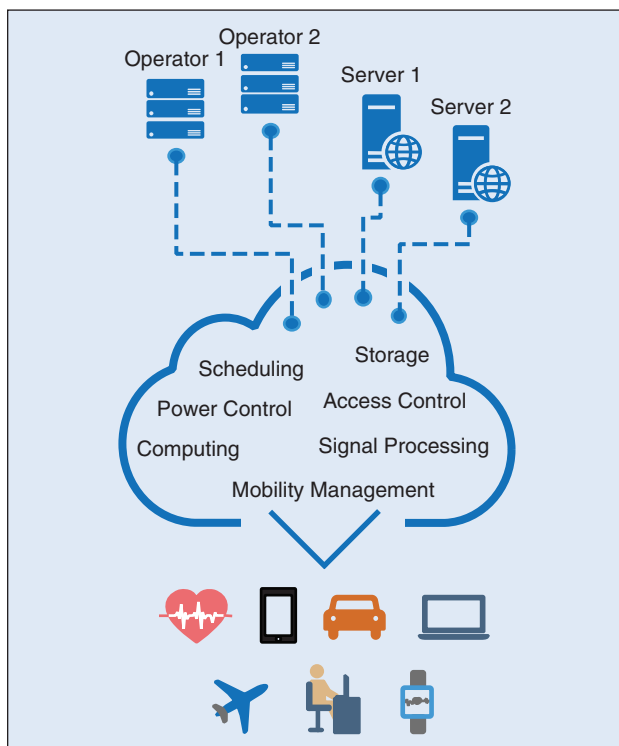 Operator 1
Operator 2
Server 1
Server 2
Scheduling
Storage
Power Control
Access Control
Computing
Signal Processing
Mobility Management